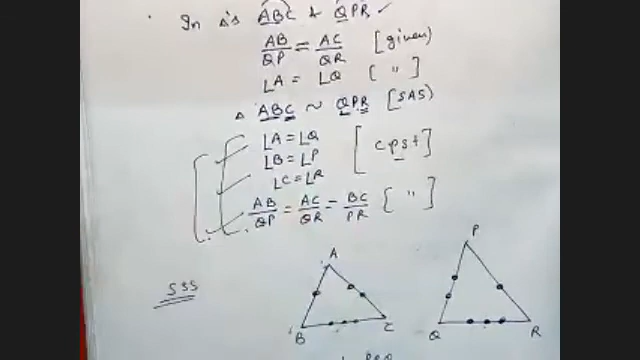 In Δ's ABC & QPR
AB/QP = AC/QR [given]
∟A = ∟Q [ " ]
Δ ABC ~ QPR [SAS]
∟A = ∟Q
∟B = ∟P [cpst]
∟C = ∟R
AB/QP = AC/QR = BC/PR [ " ]
SSS
A
P
B
C
Q
R